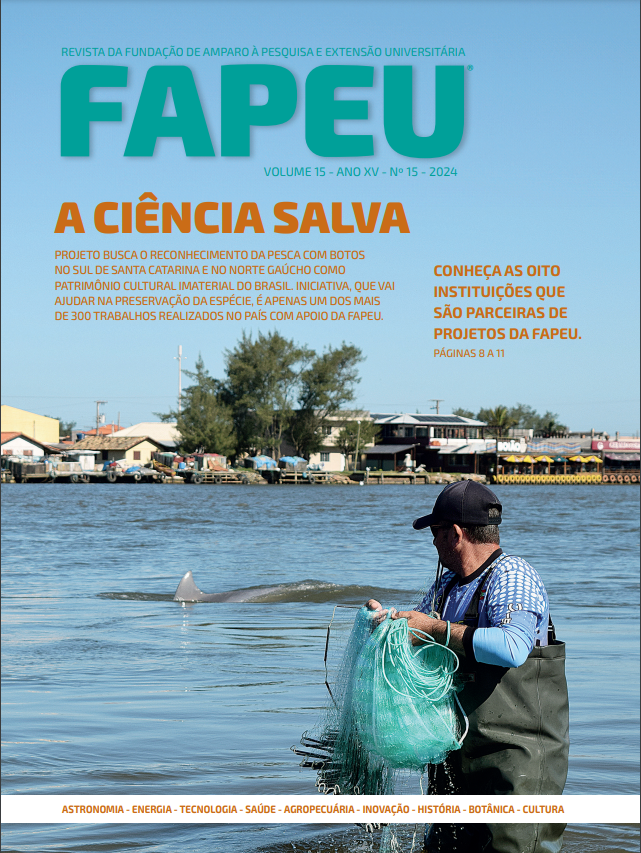 REVISTA DA FUNDAÇÃO DE AMPARO À PESQUISA E EXTENSÃO UNIVERSITÁRIA
FAPEU®
VOLUME 15 - ANO XV - Nº 15 - 2024
A CIÊNCIA SALVA
PROJETO BUSCA O RECONHECIMENTO DA PESCA COM BOTOS
NO SUL DE SANTA CATARINA E NO NORTE GAÚCHO COMO
PATRIMÔNIO CULTURAL IMATERIAL DO BRASIL. INICIATIVA, QUE VAI
AJUDAR NA PRESERVAÇÃO DA ESPÉCIE, É APENAS UM DOS MAIS
DE 300 TRABALHOS REALIZADOS NO PAÍS COM APOIO DA FAPEU.
CONHEÇA AS OITO
INSTITUIÇÕES QUE
SÃO PARCEIRAS DE
PROJETOS DA FAPEU.
PÁGINAS 8 A 11
ASTRONOMIA - ENERGIA - TECNOLOGIA - SAÚDE - AGROPECUÁRIA - INOVAÇÃO - HISTÓRIA - BOTÂNICA - CULTURA